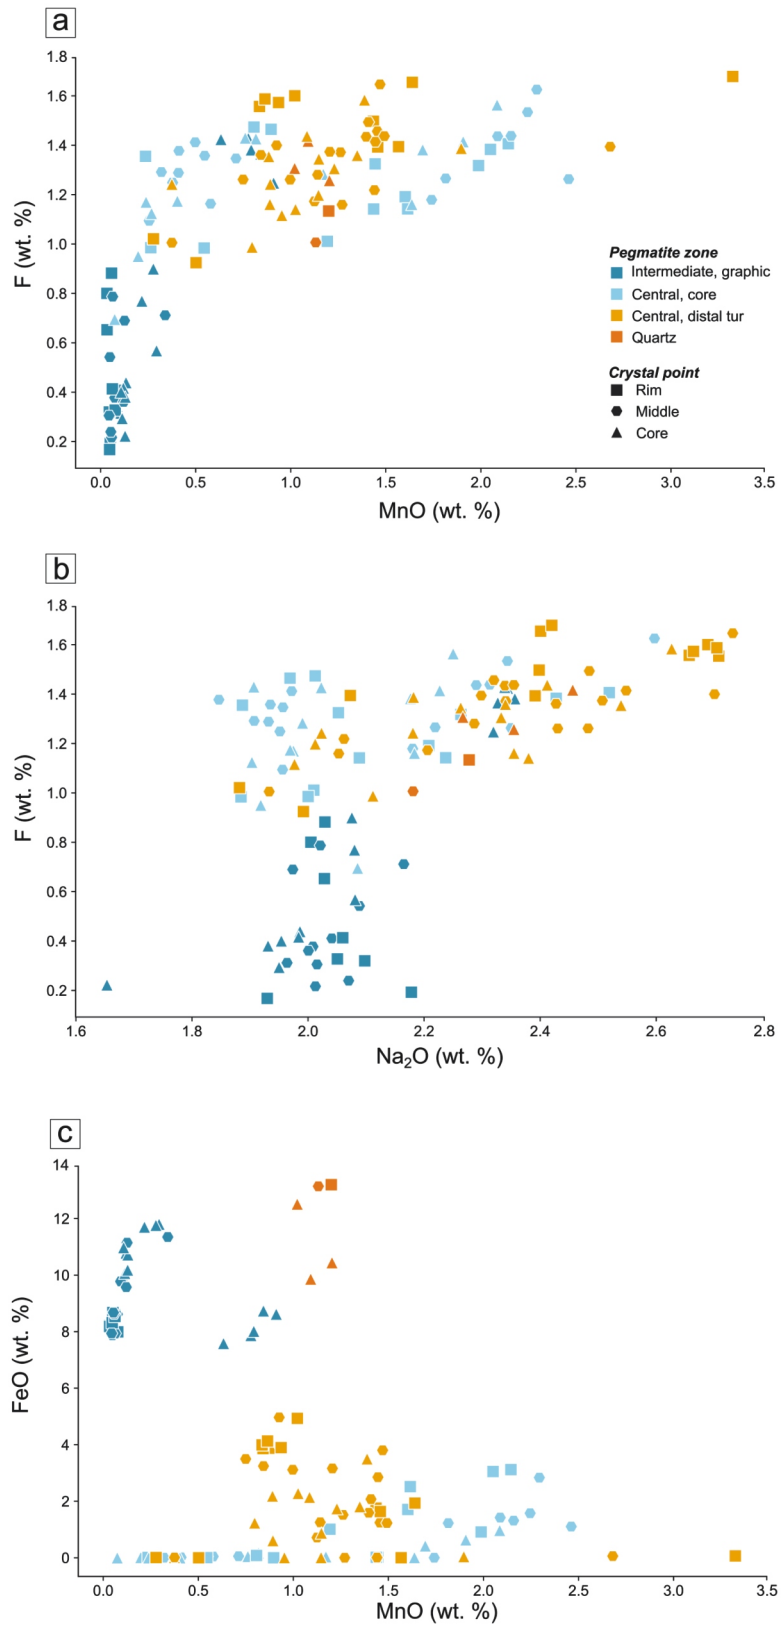 a
1.8
1.6
1.4
1.2
1.0
0.8
0.6
0.4
0.2
F (wt. %)
Pegmatite zone
Intermediate, graphic
Central, core
Central, distal tur
Quartz
Crystal point
Rim
Middle
Core
0.0 0.5 1.0 1.5 2.0 2.5 3.0 3.5
MnO (wt. %)
b
1.8
1.6
1.4
1.2
1.0
0.8
0.6
0.4
0.2
F (wt. %)
1.6 1.8 2.0 2.2 2.4 2.6 2.8
Na₂O (wt. %)
c
14
12
10
8
6
4
2
0
FeO (wt. %)
0.0 0.5 1.0 1.5 2.0 2.5 3.0 3.5
MnO (wt. %)